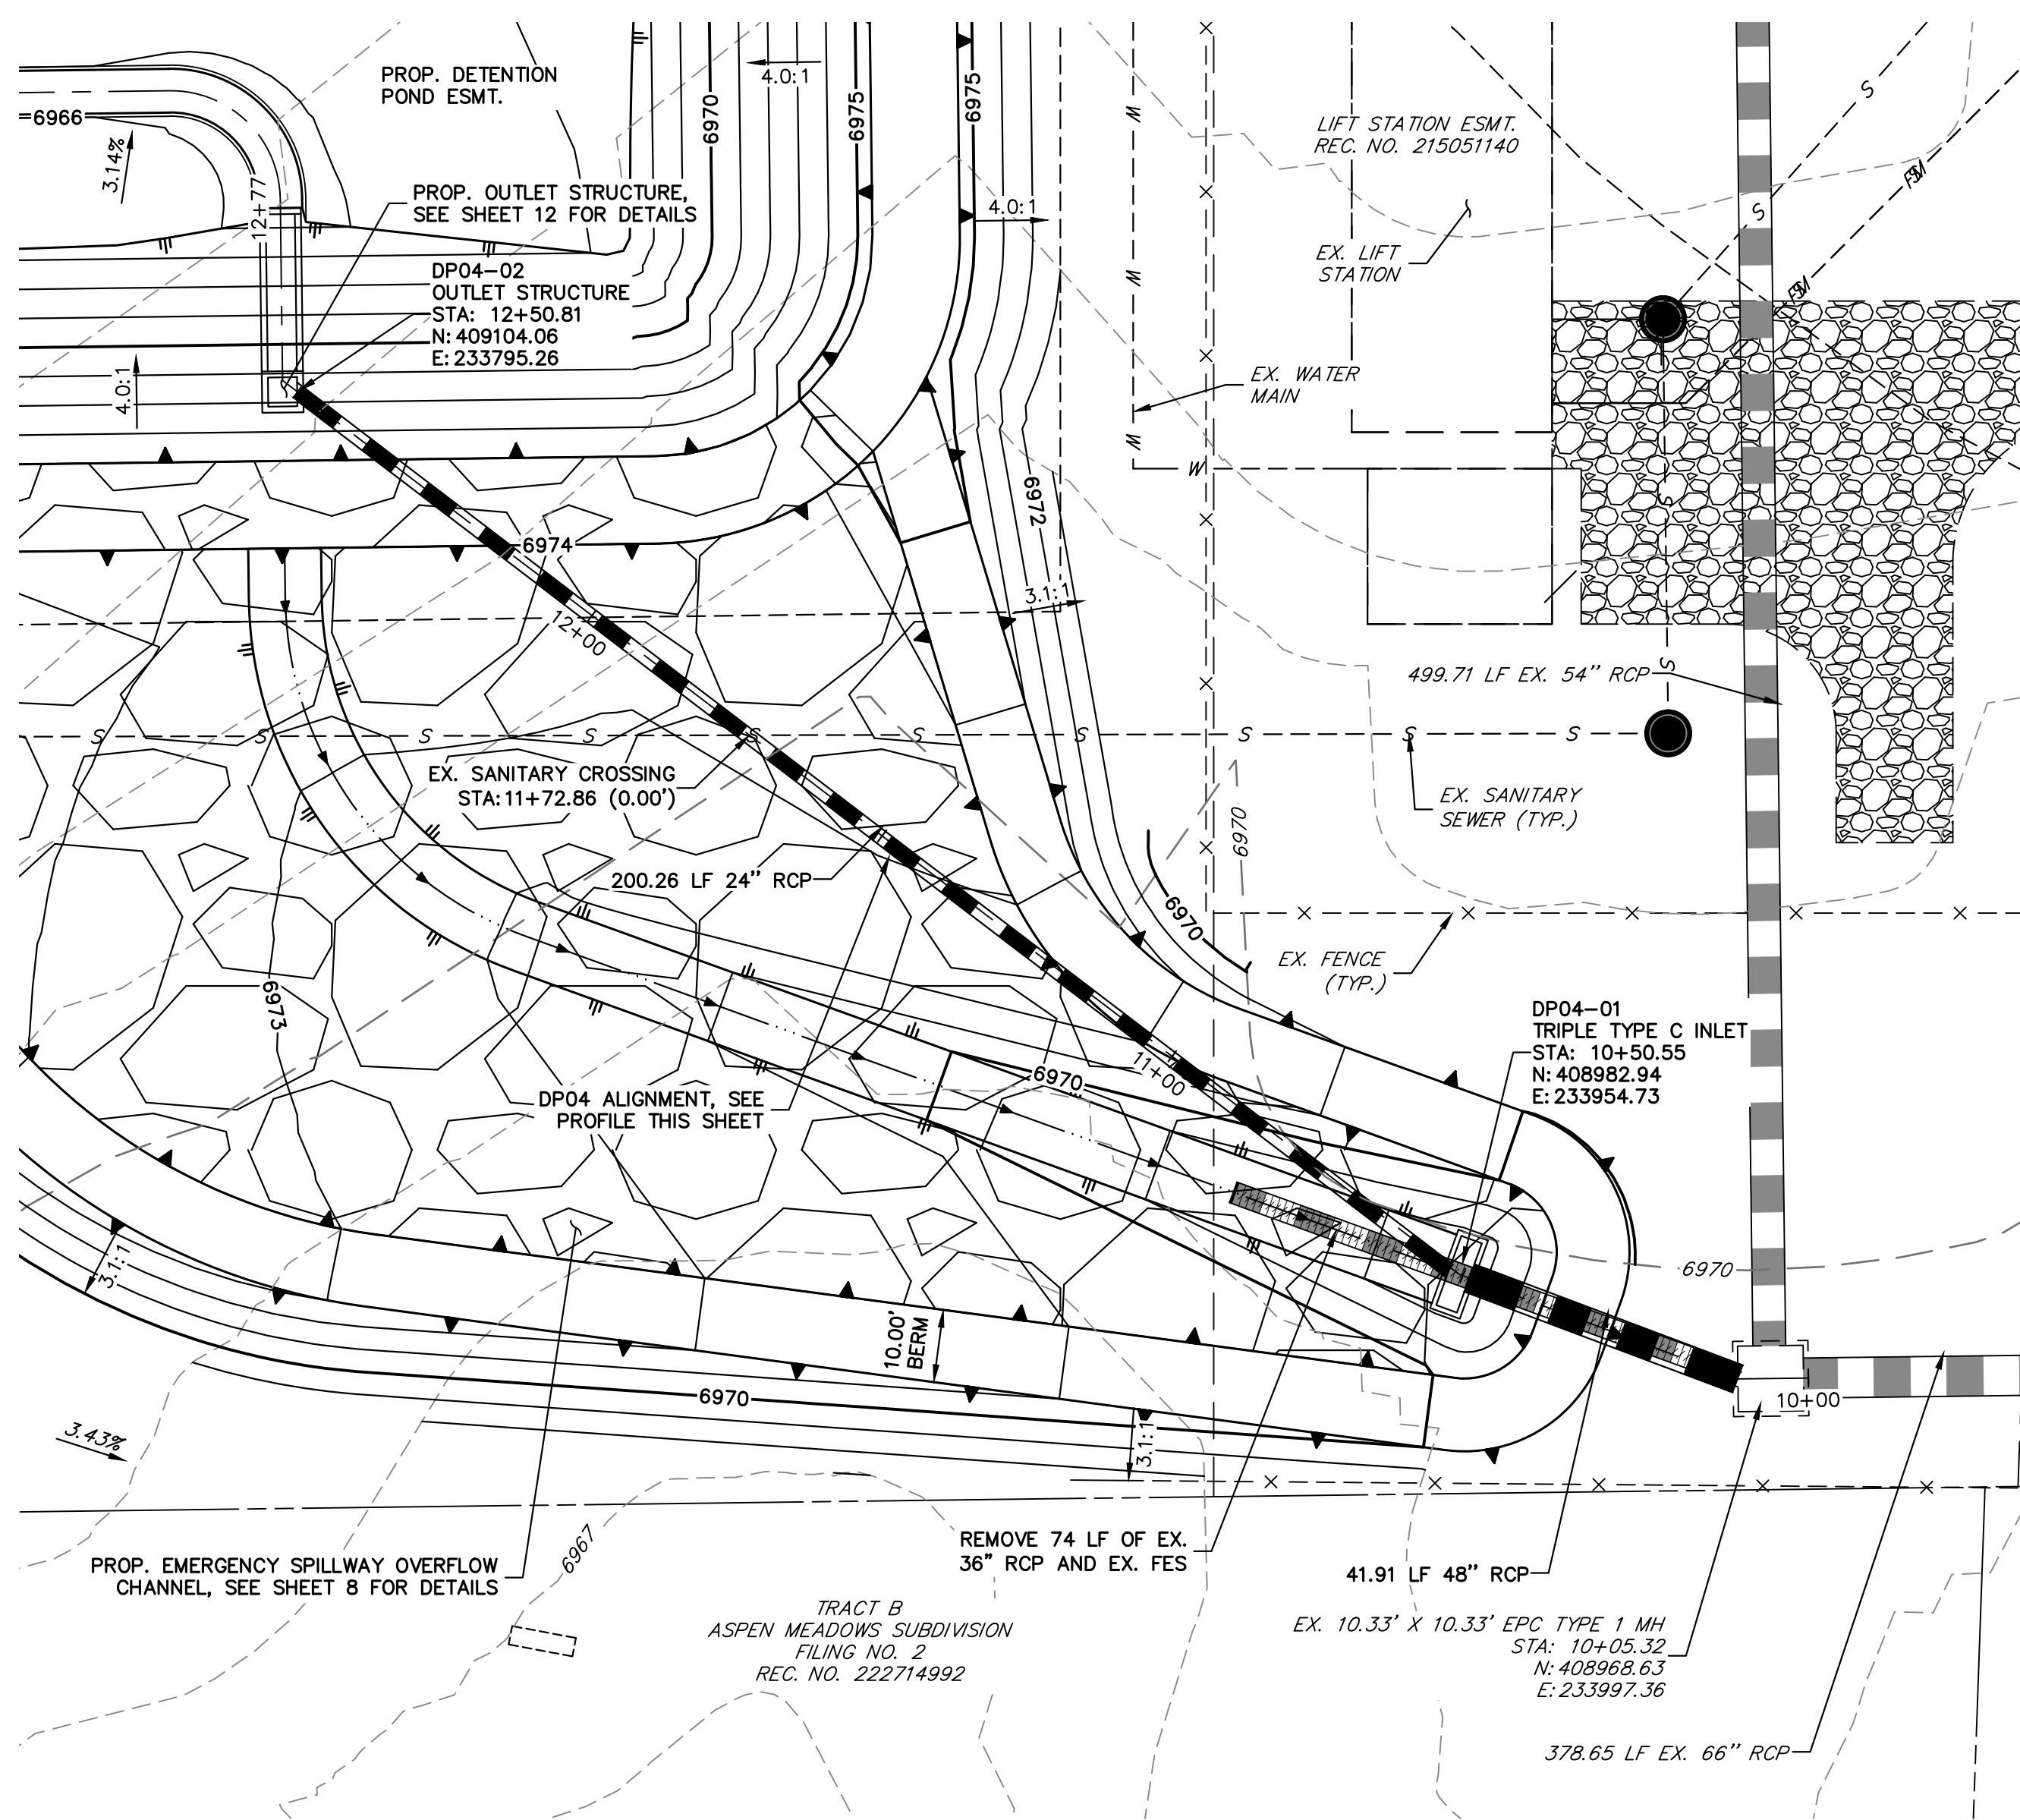 PROP. DETENTION
POND ESMT.
6966
3.14%
12+77
6970
4.0:1
6975
6975
4.0:1
PROP. OUTLET STRUCTURE,
SEE SHEET 12 FOR DETAILS
DP04-02
OUTLET STRUCTURE
STA: 12+50.81
N: 409104.06
E: 233795.26
4.0:1
W
W
W
W
LIFT STATION ESMT.
REC. NO. 215051140
EX. LIFT
STATION
EX. WATER
MAIN
S
S
FM
FM
S
S
6974
12+00
6972
3.1:1
499.71 LF EX. 54" RCP
S
S
S
S
S
S
S
S
S
S
EX. SANITARY CROSSING
STA: 11+72.86 (0.00')
EX. SANITARY
SEWER (TYP.)
6970
200.26 LF 24" RCP
6970
EX. FENCE
(TYP.)
6973
DP04-01
TRIPLE TYPE C INLET
STA: 10+50.55
N: 408982.94
E: 233954.73
11+00
6970
DP04 ALIGNMENT, SEE
PROFILE THIS SHEET
3.1:1
6970
10.00'
BERM
6970
10+00
3.43%
3.1:1
6967
PROP. EMERGENCY SPILLWAY OVERFLOW
CHANNEL, SEE SHEET 8 FOR DETAILS
REMOVE 74 LF OF EX.
36" RCP AND EX. FES
41.91 LF 48" RCP
TRACT B
ASPEN MEADOWS SUBDIVISION
FILING NO. 2
REC. NO. 222714992
EX. 10.33' X 10.33' EPC TYPE 1 MH
STA: 10+05.32
N: 408968.63
E: 233997.36
378.65 LF EX. 66" RCP